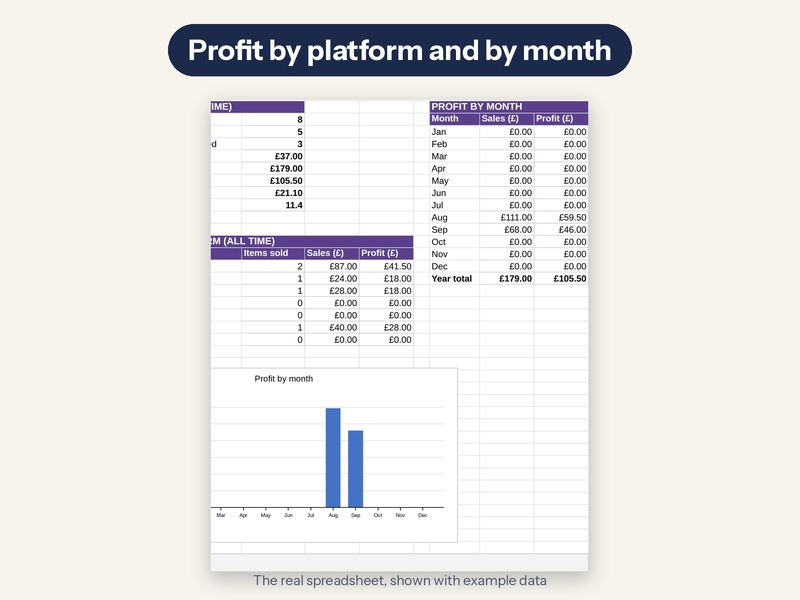 Profit by platform and by month
IME)
8
5
ed 3
£37.00
£179.00
£105.50
£21.10
11.4
PROFIT BY MONTH
Month Sales (£) Profit (£)
Jan £0.00 £0.00
Feb £0.00 £0.00
Mar £0.00 £0.00
Apr £0.00 £0.00
May £0.00 £0.00
Jun £0.00 £0.00
Jul £0.00 £0.00
Aug £111.00 £59.50
Sep £68.00 £46.00
Oct £0.00 £0.00
Nov £0.00 £0.00
Dec £0.00 £0.00
Year total £179.00 £105.50
RM (ALL TIME)
Items sold Sales (£) Profit (£)
2 £87.00 £41.50
1 £24.00 £18.00
1 £28.00 £18.00
0 £0.00 £0.00
0 £0.00 £0.00
1 £40.00 £28.00
0 £0.00 £0.00
Profit by month
Mar Apr May Jun Jul Aug Sep Oct Nov Dec
The real spreadsheet, shown with example data